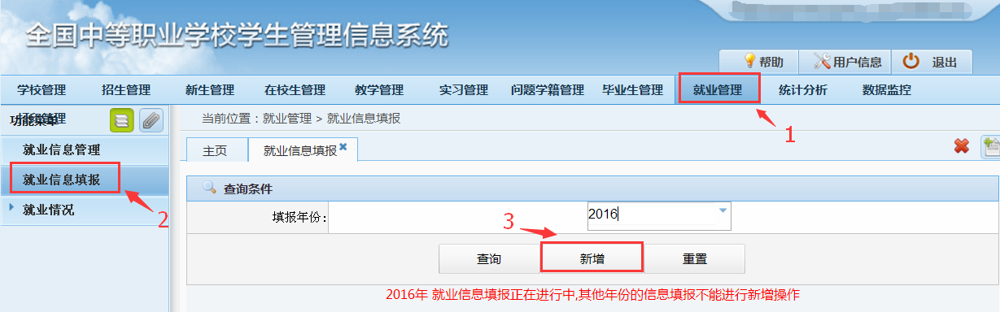 全国中等职业学校学生管理信息系统
帮助 用户信息 退出
学校管理 招生管理 新生管理 在校生管理 教学管理 实习管理 问题学籍管理 毕业生管理 就业管理 统计分析 数据监控
功能菜单
当前位置：就业管理 > 就业信息填报
1
就业信息管理
主页 就业信息填报
就业信息填报
2
查询条件
就业情况
填报年份: 2016
3
查询 新增 重置
2016年 就业信息填报正在进行中,其他年份的信息填报不能进行新增操作